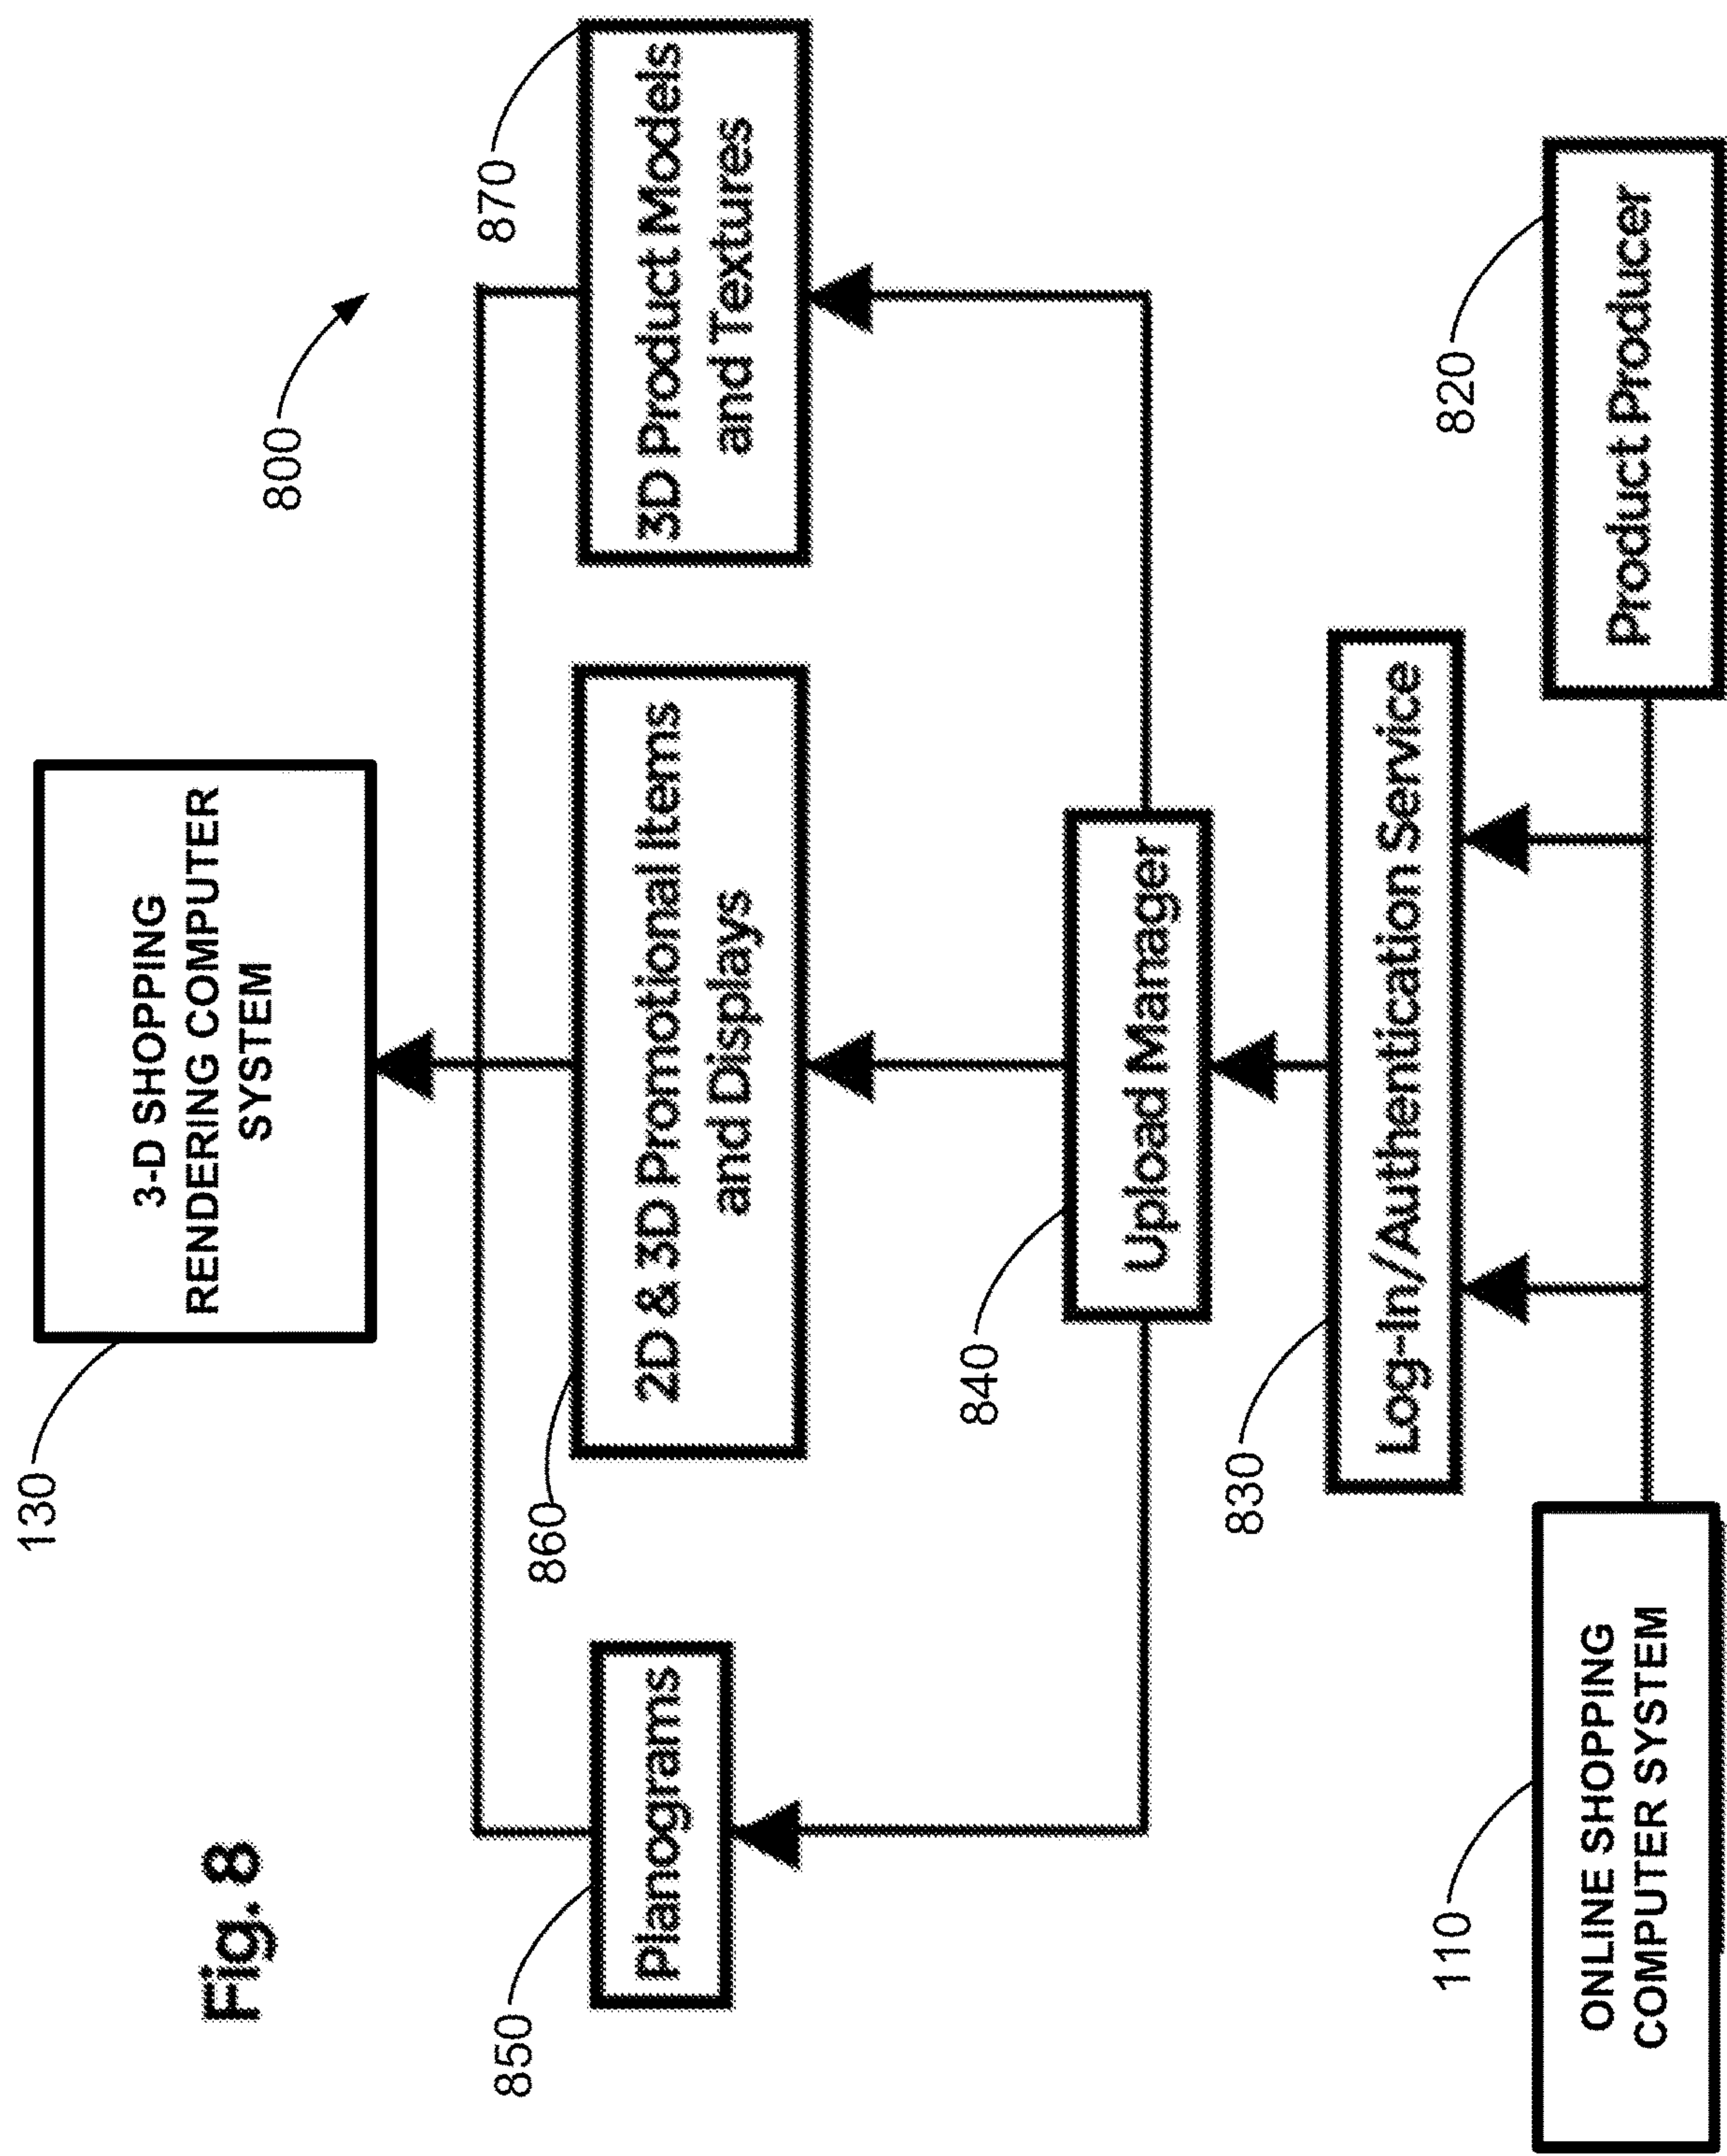 Fig. 8
130
3-D SHOPPING
RENDERING COMPUTER
SYSTEM
800
850
Planograms
860
2D & 3D Promotional Items
and Displays
870
3D Product Models
and Textures
840
Upload Manager
830
Log-In/Authentication Service
110
ONLINE SHOPPING
COMPUTER SYSTEM
820
Product Producer